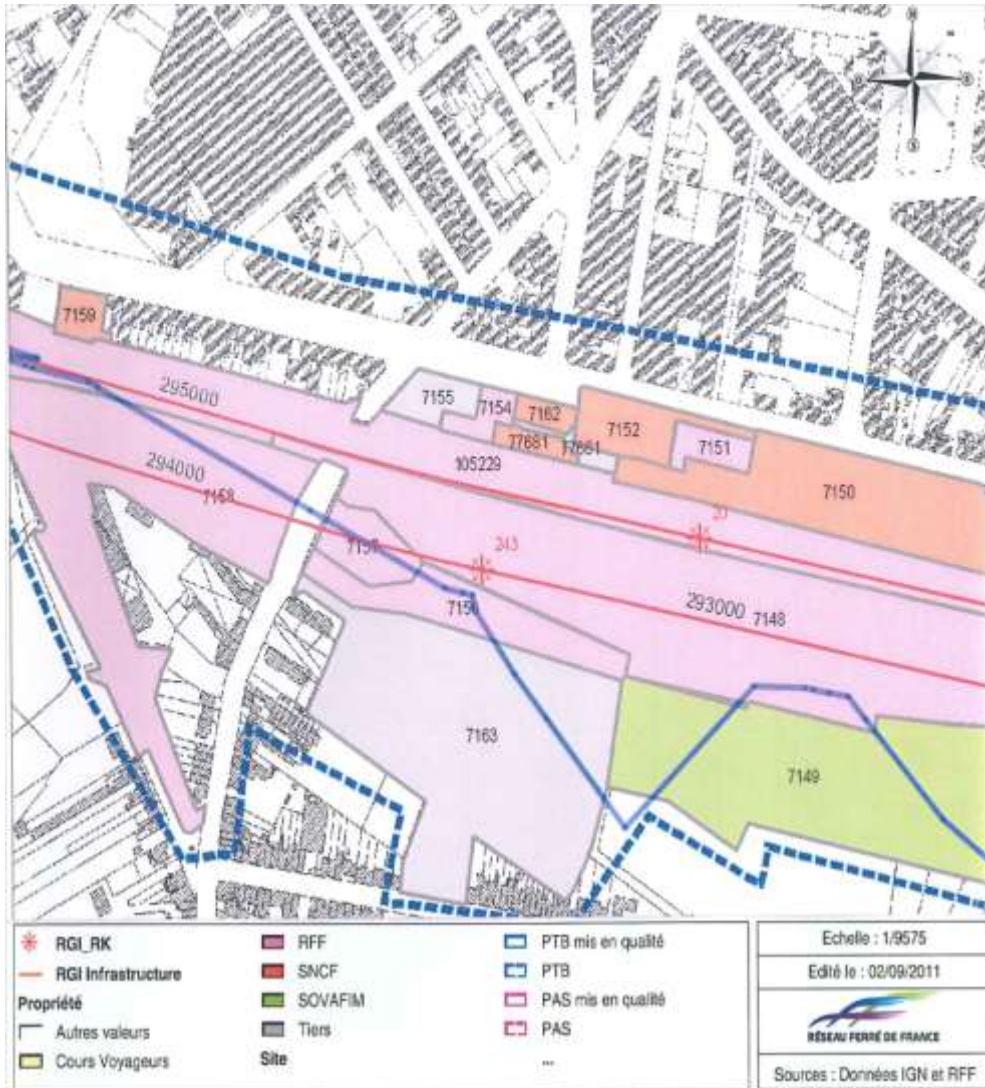 N
S
7159
295000
7155
7154
7162
7152
7151
77681
77661
105229
7150
294000
7158
20
7157
243
7156
293000
7148
7163
7149
RGI_RK
RGI Infrastructure
Propriété
Autres valeurs
Cours Voyageurs
RFF
SNCF
SOVAFIM
Tiers
Site
PTB mis en qualité
PTB
PAS mis en qualité
PAS
...
Echelle : 1/9575
Edité le : 02/09/2011
RÉSEAU FERRÉ DE FRANCE
Sources : Données IGN et RFF